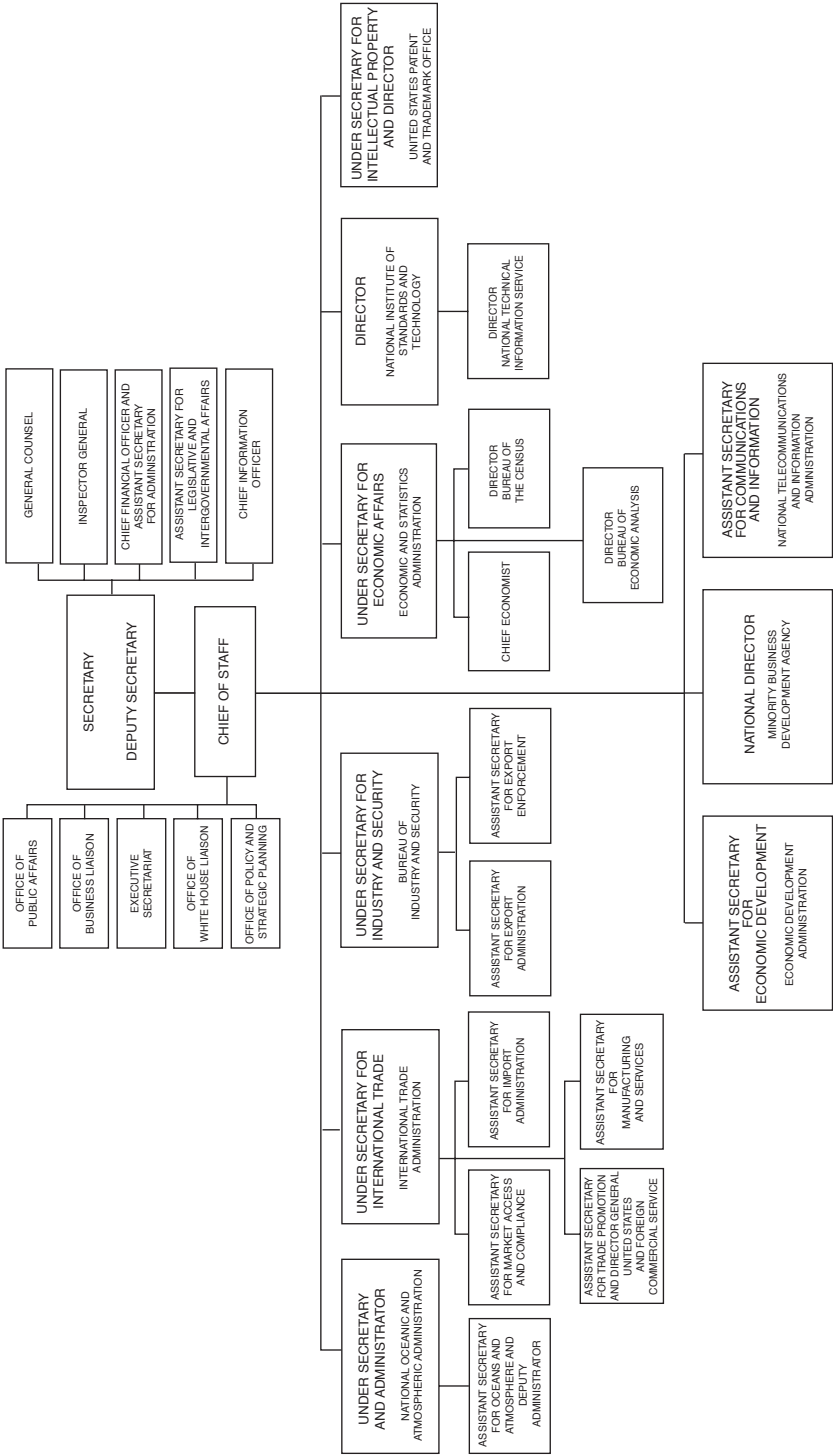 OFFICE OF
PUBLIC AFFAIRS
OFFICE OF
BUSINESS LIAISON
EXECUTIVE
SECRETARIAT
OFFICE OF
WHITE HOUSE LIAISON
OFFICE OF POLICY AND
STRATEGIC PLANNING
SECRETARY
DEPUTY SECRETARY
CHIEF OF STAFF
GENERAL COUNSEL
INSPECTOR GENERAL
CHIEF FINANCIAL OFFICER AND
ASSISTANT SECRETARY
FOR ADMINISTRATION
ASSISTANT SECRETARY FOR
LEGISLATIVE AND
INTERGOVERNMENTAL AFFAIRS
CHIEF INFORMATION
OFFICER
UNDER SECRETARY
AND ADMINISTRATOR
NATIONAL OCEANIC AND
ATMOSPHERIC ADMINISTRATION
ASSISTANT SECRETARY
FOR OCEANS AND
ATMOSPHERE AND
DEPUTY
ADMINISTRATOR
UNDER SECRETARY FOR
INTERNATIONAL TRADE
INTERNATIONAL TRADE
ADMINISTRATION
ASSISTANT SECRETARY
FOR MARKET ACCESS
AND COMPLIANCE
ASSISTANT SECRETARY
FOR IMPORT
ADMINISTRATION
ASSISTANT SECRETARY
FOR TRADE PROMOTION
AND DIRECTOR GENERAL
UNITED STATES
AND FOREIGN
COMMERCIAL SERVICE
ASSISTANT SECRETARY
FOR
MANUFACTURING
AND SERVICES
UNDER SECRETARY FOR
INDUSTRY AND SECURITY
BUREAU OF
INDUSTRY AND SECURITY
ASSISTANT SECRETARY
FOR EXPORT
ADMINISTRATION
ASSISTANT SECRETARY
FOR EXPORT
ENFORCEMENT
UNDER SECRETARY FOR
ECONOMIC AFFAIRS
ECONOMIC AND STATISTICS
ADMINISTRATION
CHIEF ECONOMIST
DIRECTOR
BUREAU OF
THE CENSUS
DIRECTOR
BUREAU OF
ECONOMIC ANALYSIS
DIRECTOR
NATIONAL INSTITUTE OF
STANDARDS AND
TECHNOLOGY
DIRECTOR
NATIONAL TECHNICAL
INFORMATION SERVICE
UNDER SECRETARY FOR
INTELLECTUAL PROPERTY
AND DIRECTOR
UNITED STATES PATENT
AND TRADEMARK OFFICE
ASSISTANT SECRETARY
FOR
ECONOMIC DEVELOPMENT
ECONOMIC DEVELOPMENT
ADMINISTRATION
NATIONAL DIRECTOR
MINORITY BUSINESS
DEVELOPMENT AGENCY
ASSISTANT SECRETARY
FOR COMMUNICATIONS
AND INFORMATION
NATIONAL TELECOMMUNICATIONS
AND INFORMATION
ADMINISTRATION